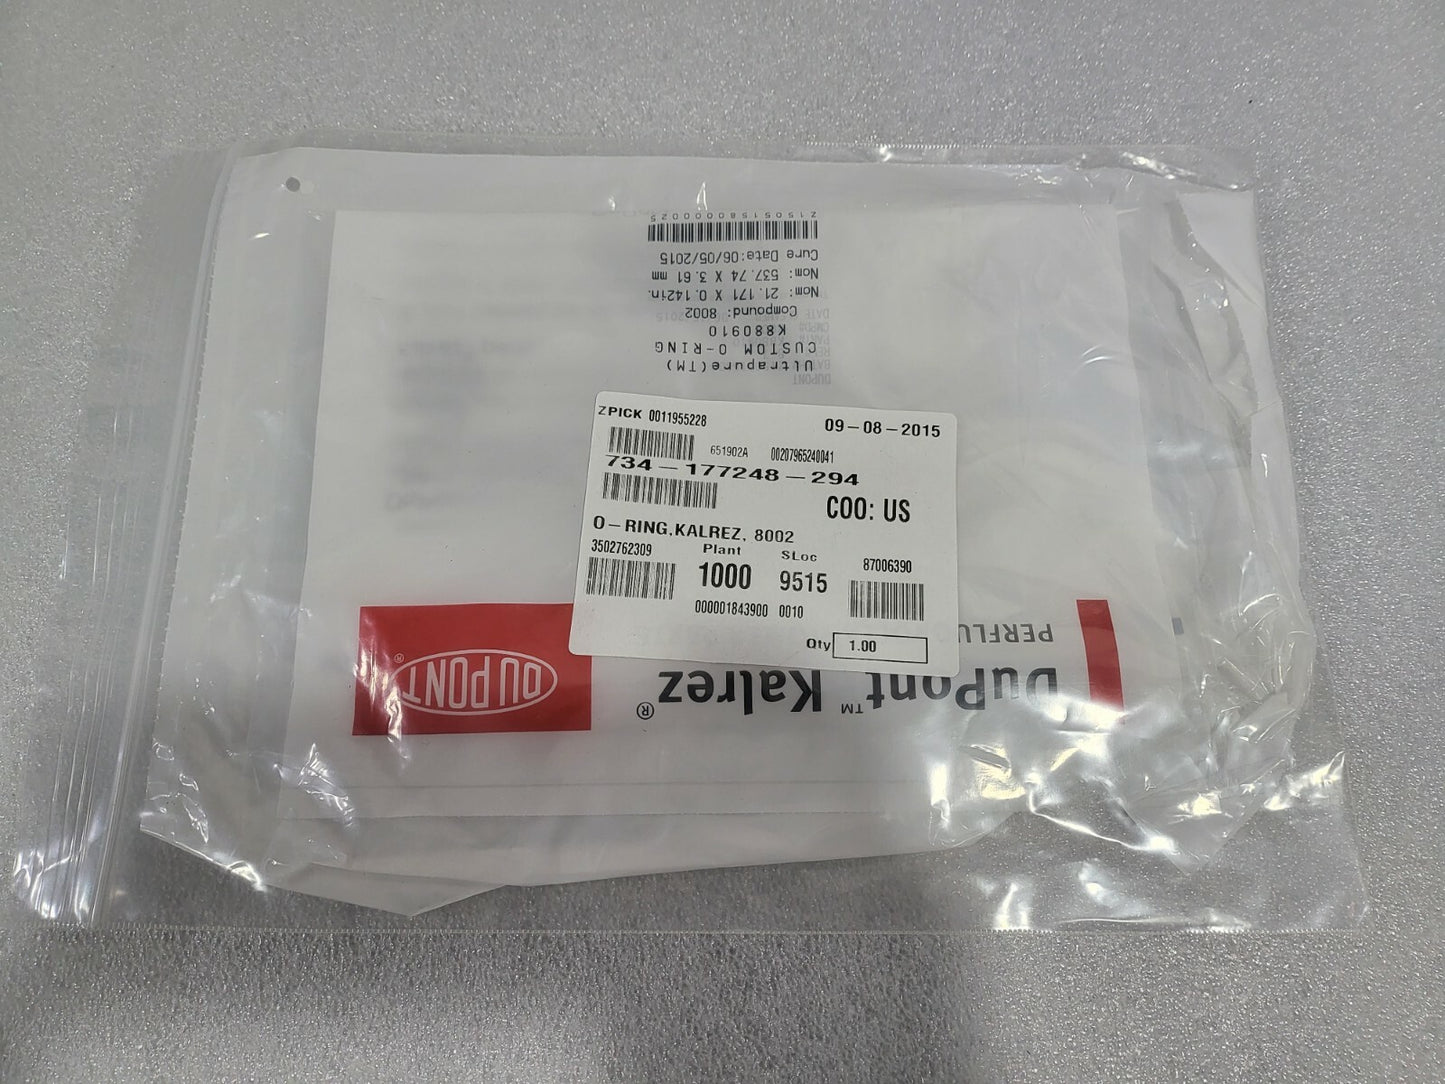 ZPICK 0011955228
09-08-2015
651902A 00207965240041
734-177248-294
COO: US
O-RING,KALREZ, 8002
3502762309 Plant SLoc 87006390
1000 9515
000001843900 0010
Qty 1.00
DuPont™ Kalrez®
PERFLU
DUPONT®
Ultrapure(TM)
CUSTOM O-RING
K880910
Compound: 8002
Nom: 21.171 X 0.142in.
Nom: 537.74 X 3.61 mm
Cure Date:06/05/2015
DUPONT
DATE